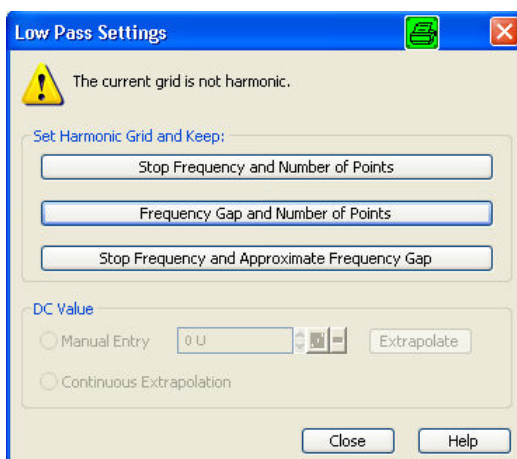 Low Pass Settings
The current grid is not harmonic.
Set Harmonic Grid and Keep:
Stop Frequency and Number of Points
Frequency Gap and Number of Points
Stop Frequency and Approximate Frequency Gap
DC Value
Manual Entry 0 U Extrapolate
Continuous Extrapolation
Close Help